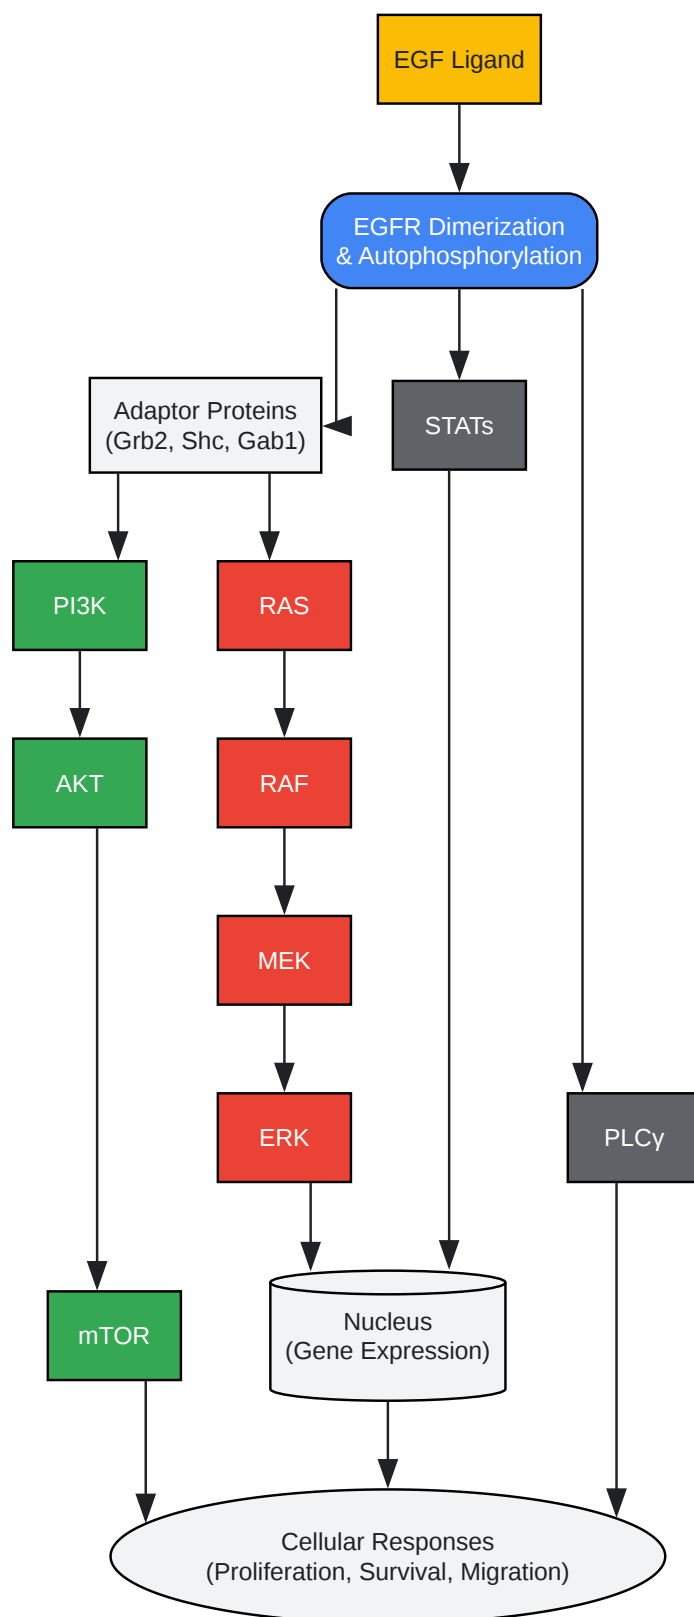 EGF Ligand
EGFR Dimerization
& Autophosphorylation
Adaptor Proteins
(Grb2, Shc, Gab1)
STATs
PI3K
RAS
AKT
RAF
MEK
ERK
PLCγ
mTOR
Nucleus
(Gene Expression)
Cellular Responses
(Proliferation, Survival, Migration)